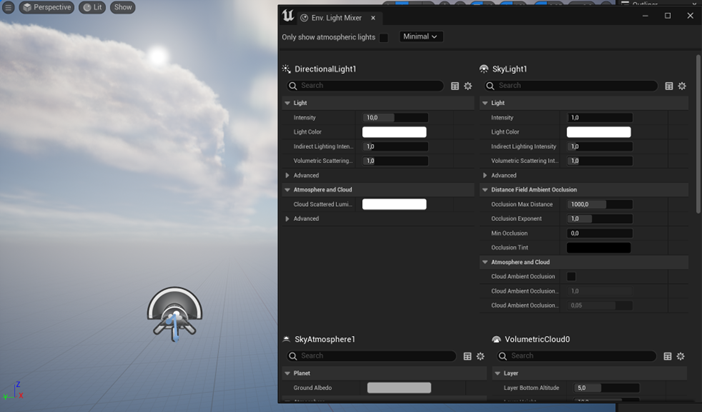 Perspective Lit Show
Env. Light Mixer
Outliner
Only show atmospheric lights Minimal
DirectionalLight1
Search
Light
Intensity 10,0
Light Color
Indirect Lighting Inten... 1,0
Volumetric Scattering... 1,0
Advanced
Atmosphere and Cloud
Cloud Scattered Lumi...
Advanced
SkyLight1
Search
Light
Intensity 1,0
Light Color
Indirect Lighting Intensity 1,0
Volumetric Scattering Int... 1,0
Advanced
Distance Field Ambient Occlusion
Occlusion Max Distance 1000,0
Occlusion Exponent 1,0
Min Occlusion 0,0
Occlusion Tint
Atmosphere and Cloud
Cloud Ambient Occlusion
Cloud Ambient Occlusion... 1,0
Cloud Ambient Occlusion... 0,05
SkyAtmosphere1
Search
Planet
Ground Albedo
VolumetricCloud0
Search
Layer
Layer Bottom Altitude 5,0
Z
Y
X